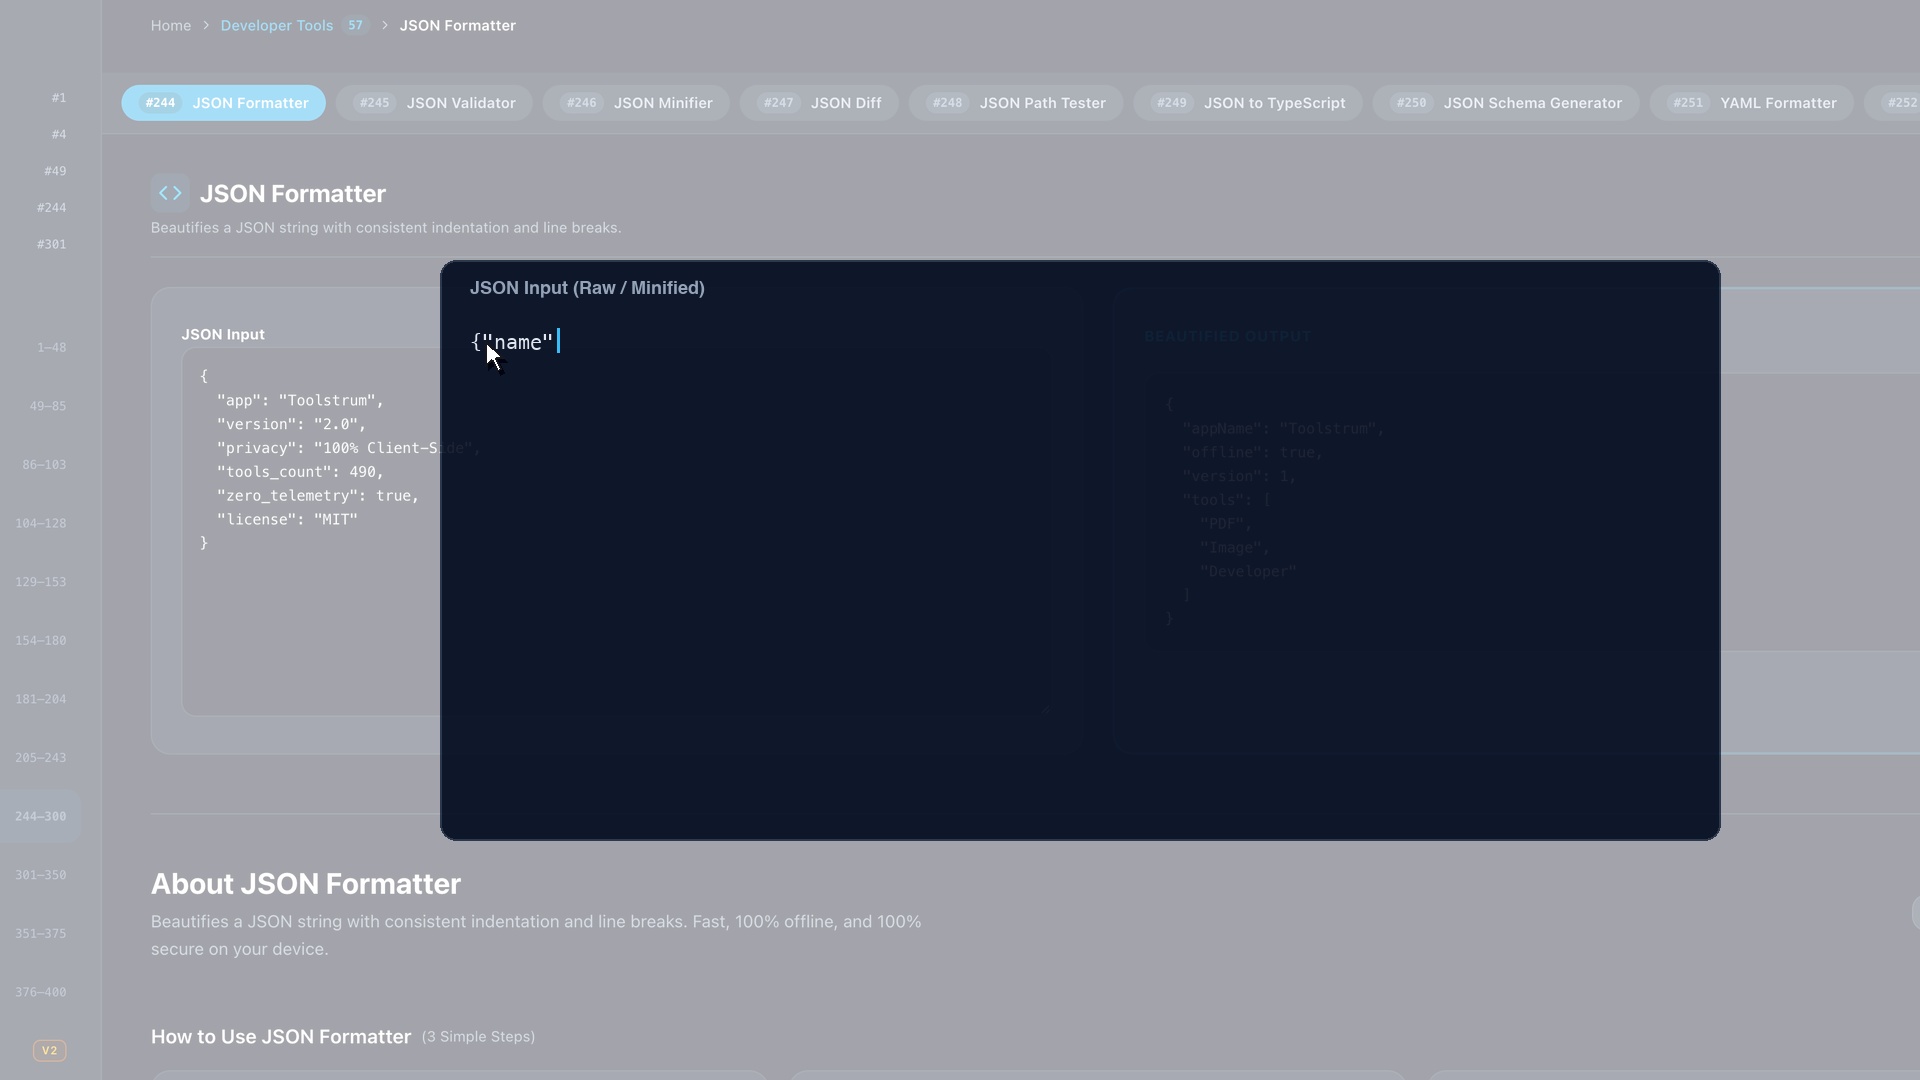 Home > Developer Tools 57 > JSON Formatter
#244 JSON Formatter #245 JSON Validator #246 JSON Minifier #247 JSON Diff #248 JSON Path Tester #249 JSON to TypeScript #250 JSON Schema Generator #251 YAML Formatter #252
#1
#4
#49
#244
#301
1–48
49–85
86–103
104–128
129–153
154–180
181–204
205–243
244–300
301–350
351–375
376–400
V2
JSON Formatter
Beautifies a JSON string with consistent indentation and line breaks.
JSON Input
{
"app": "Toolstrum",
"version": "2.0",
"privacy": "100% Client-Side",
"tools_count": 490,
"zero_telemetry": true,
"license": "MIT"
}
JSON Input (Raw / Minified)
{"name"
BEAUTIFIED OUTPUT
{
"appName": "Toolstrum",
"offline": true,
"version": 1,
"tools": [
"PDF",
"Image",
"Developer"
]
}
About JSON Formatter
Beautifies a JSON string with consistent indentation and line breaks. Fast, 100% offline, and 100%
secure on your device.
How to Use JSON Formatter (3 Simple Steps)